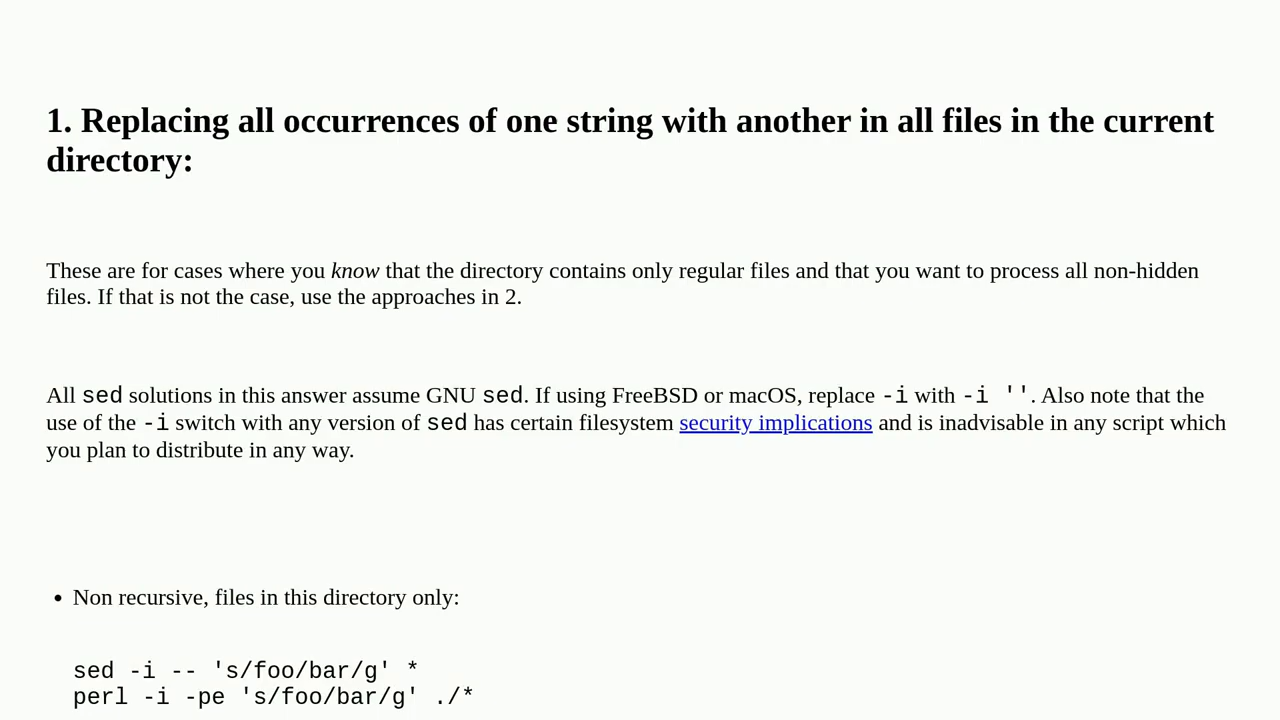 1. Replacing all occurrences of one string with another in all files in the current
directory:
These are for cases where you know that the directory contains only regular files and that you want to process all non-hidden
files. If that is not the case, use the approaches in 2.
All sed solutions in this answer assume GNU sed. If using FreeBSD or macOS, replace -i with -i ''. Also note that the
use of the -i switch with any version of sed has certain filesystem security implications and is inadvisable in any script which
you plan to distribute in any way.
• Non recursive, files in this directory only:
sed -i -- 's/foo/bar/g' *
perl -i -pe 's/foo/bar/g' ./*